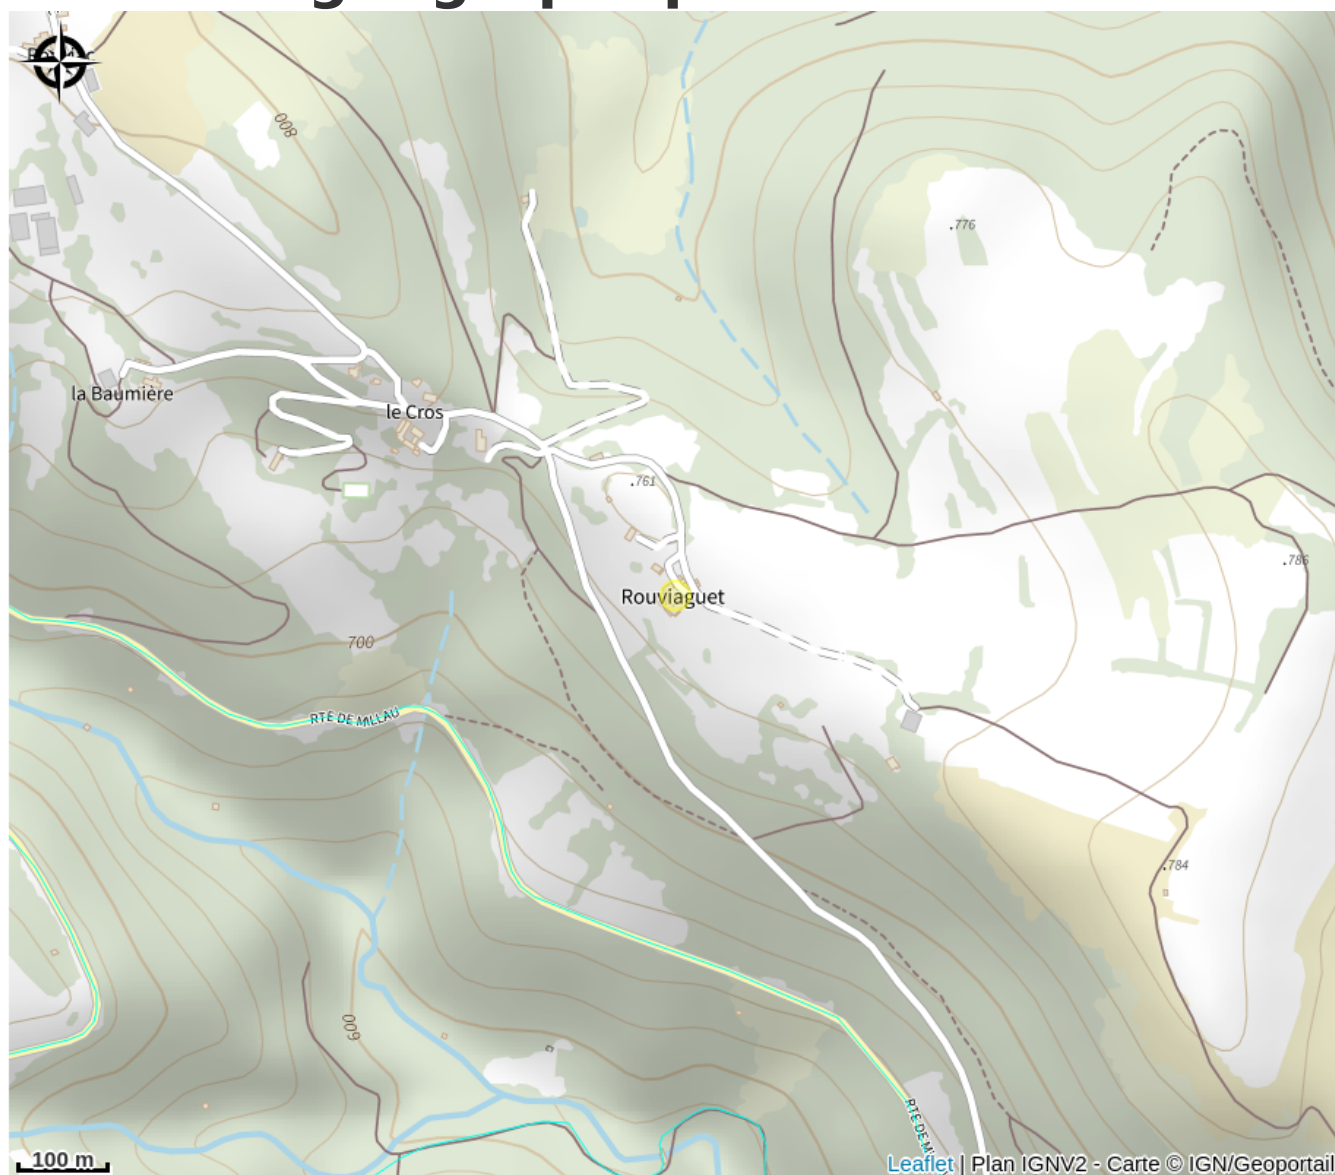 800
.776
la Baumière
le Cros
.761
.786
Rouviaguet
700
RTE DE MILLAU
.784
600
c
RTE DE M
100 m
Leaflet | Plan IGNV2 - Carte © IGN/Geoportail